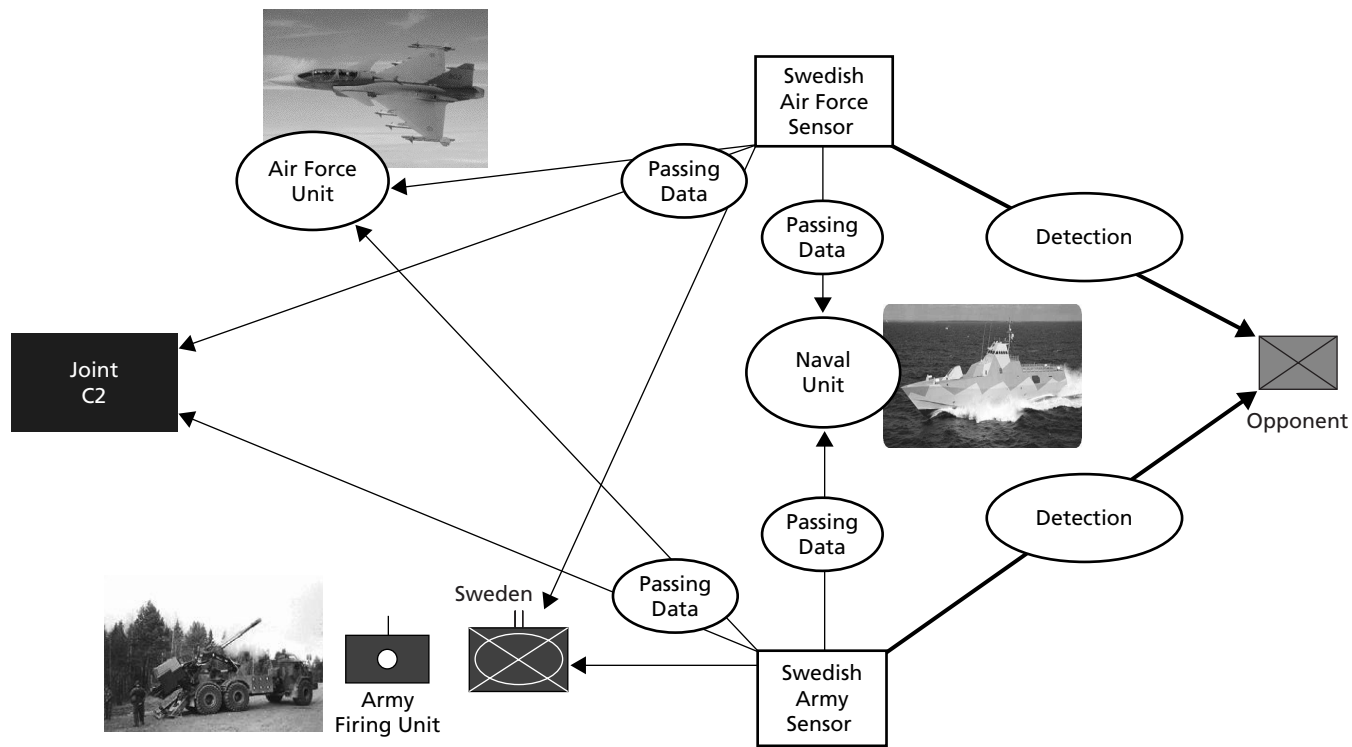 Swedish
Air Force
Sensor
Air Force
Unit
Passing
Data
Passing
Data
Detection
Joint
C2
Naval
Unit
Opponent
Passing
Data
Detection
Sweden
Passing
Data
Army
Firing Unit
Swedish
Army
Sensor